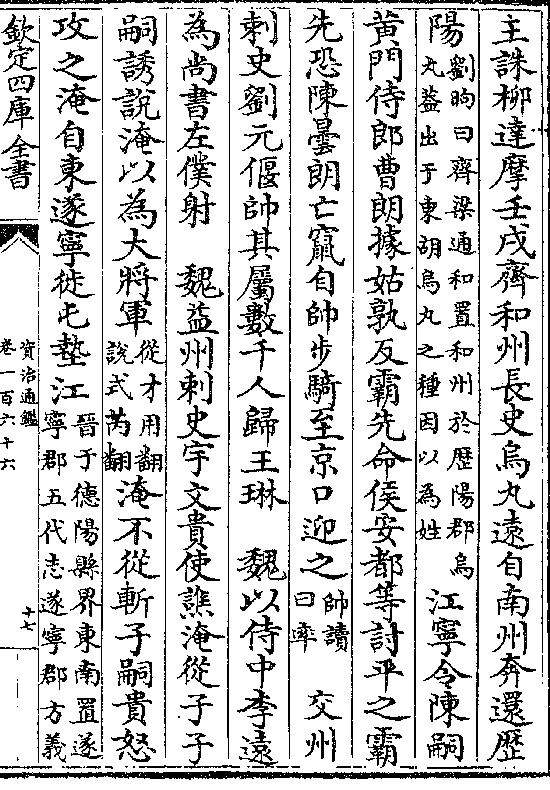 主誅柳達摩壬戌齊和州長史烏丸遠自南州奔還歷
陽劉昫曰齊梁通和置和州於歷陽郡烏丸蓋出于東胡烏丸之種因以為姓 江寧令陳嗣
黃門侍郎曹朗據姑孰反霸先命侯安都等討平之霸
先恐陳曇朗亡竄自帥步騎至京口迎之帥讀曰率 交州
刺史劉元偃帥其屬數千人歸王琳 魏以侍中李遠
為尚書左僕射 魏益州刺史宇文貴使譙淹從子子
嗣誘說淹以為大將軍從才用翻說式芮翻淹不從斬子嗣貴怒
攻之淹自東遂寧徙屯墊江晉于德陽縣界東南置遂寧郡五代志遂寧郡方義
欽定四庫全書
資治通鑑
卷一百六十六
十七